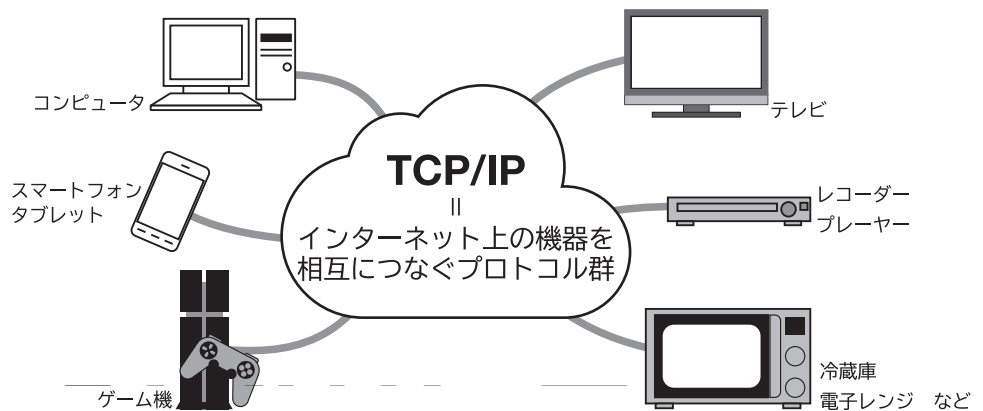 コンピュータ
テレビ
TCP/IP
=
インターネット上の機器を
相互につなぐプロトコル群
スマートフォン
タブレット
レコーダー
プレーヤー
ゲーム機
冷蔵庫
電子レンジ　など